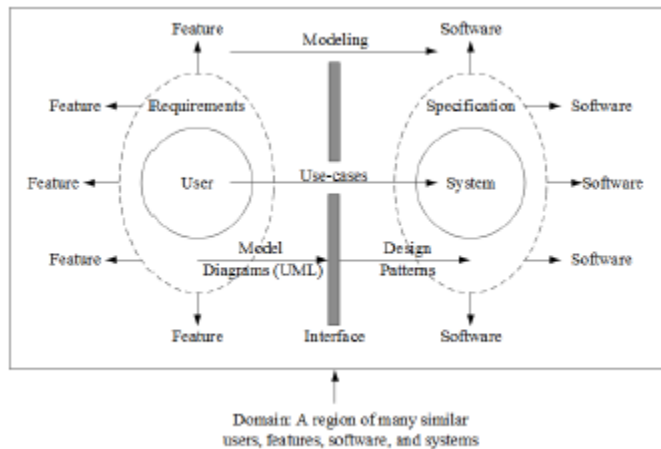 Feature
Modeling
Software
Feature
Requirements
Specification
Software
Feature
User
Use-cases
System
Software
Feature
Model
Diagrams (UML)
Design
Patterns
Software
Feature
Interface
Software
Domain: A region of many similar
users, features, software, and systems